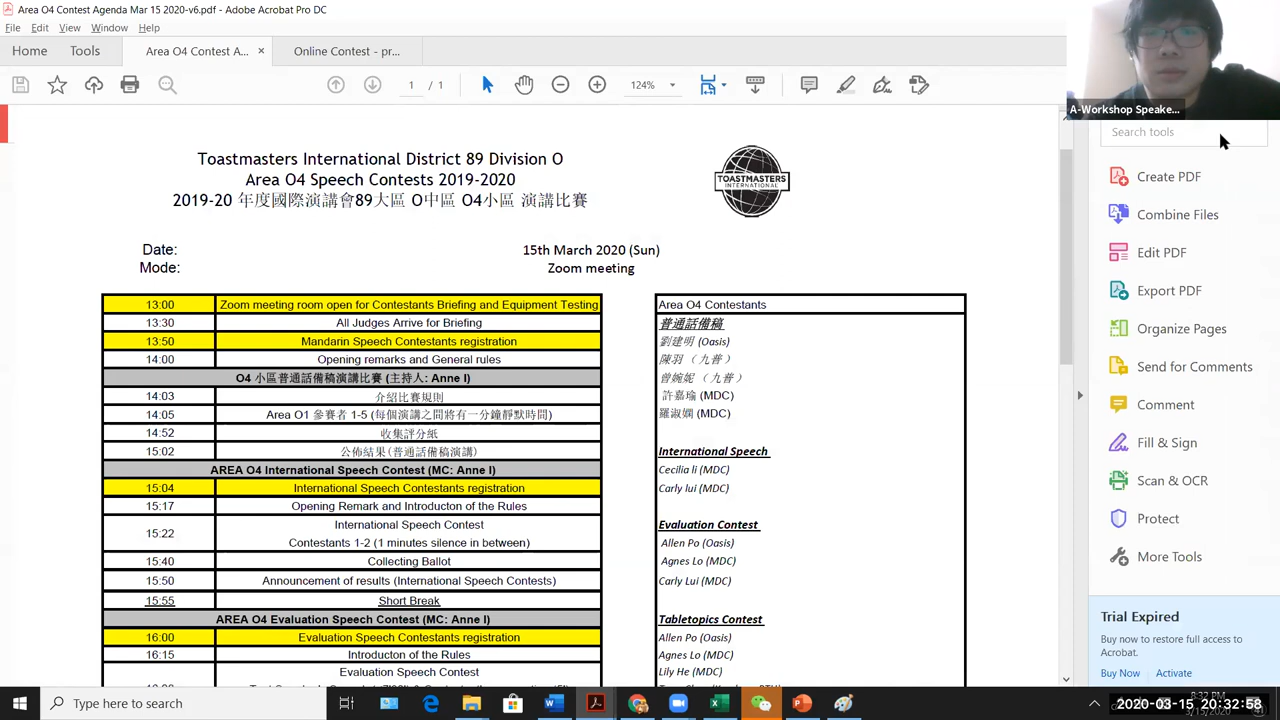 Area O4 Contest Agenda Mar 15 2020-v6.pdf - Adobe Acrobat Pro DC
File Edit View Window Help
Home Tools Area O4 Contest A... × Online Contest - pr...
1 / 1 124%
A-Workshop Speake...
Search tools
Create PDF
Combine Files
Edit PDF
Export PDF
Organize Pages
Send for Comments
Comment
Fill & Sign
Scan & OCR
Protect
More Tools
Trial Expired
Buy now to restore full access to
Acrobat.
Buy Now Activate
Toastmasters International District 89 Division O
Area O4 Speech Contests 2019-2020
2019-20 年度國際演講會89大區 O中區 O4小區 演講比賽
TOASTMASTERS
INTERNATIONAL
Date: 15th March 2020 (Sun)
Mode: Zoom meeting
13:00 Zoom meeting room open for Contestants Briefing and Equipment Testing
13:30 All Judges Arrive for Briefing
13:50 Mandarin Speech Contestants registration
14:00 Opening remarks and General rules
O4 小區普通話備稿演講比賽 (主持人: Anne I)
14:03 介紹比賽規則
14:05 Area O1 參賽者 1-5 (每個演講之間將有一分鐘靜默時間)
14:52 收集評分紙
15:02 公佈結果(普通話備稿演講)
AREA O4 International Speech Contest (MC: Anne I)
15:04 International Speech Contestants registration
15:17 Opening Remark and Introducton of the Rules
15:22 International Speech Contest
Contestants 1-2 (1 minutes silence in between)
15:40 Collecting Ballot
15:50 Announcement of results (International Speech Contests)
15:55 Short Break
AREA O4 Evaluation Speech Contest (MC: Anne I)
16:00 Evaluation Speech Contestants registration
16:15 Introducton of the Rules
Evaluation Speech Contest
Area O4 Contestants
普通話備稿
劉建明 (Oasis)
陳羽 (九普)
曾婉妮 (九普)
許嘉瑜 (MDC)
羅淑嫻 (MDC)
International Speech
Cecilia li (MDC)
Carly lui (MDC)
Evaluation Contest
Allen Po (Oasis)
Agnes Lo (MDC)
Carly Lui (MDC)
Tabletopics Contest
Allen Po (Oasis)
Agnes Lo (MDC)
Lily He (MDC)
Type here to search
8:32 PM
3/15/2020
2020-03-15 20:32:58